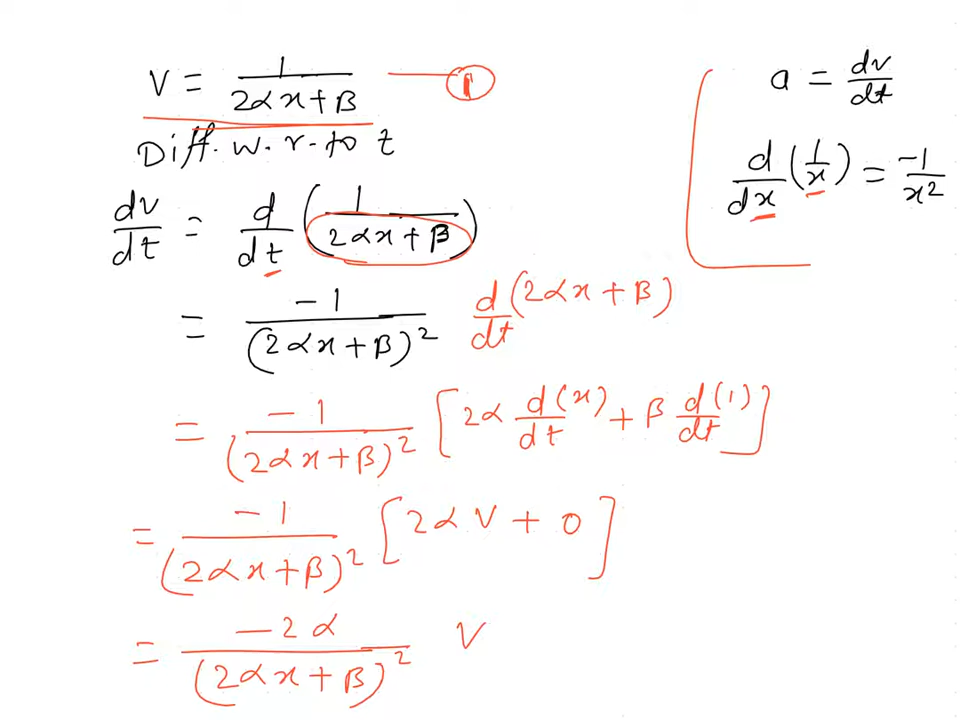 V = 1/(2αx+β) —— ①
Diff. w. r. to t
dv/dt = d/dt (1/(2αx+β))
= -1/(2αx+β)² d/dt (2αx+β)
= -1/(2αx+β)² [2α d(x)/dt + β d(1)/dt]
= -1/(2αx+β)² [2αV + 0]
= -2α/(2αx+β)² V
a = dv/dt
d/dx (1/x) = -1/x²